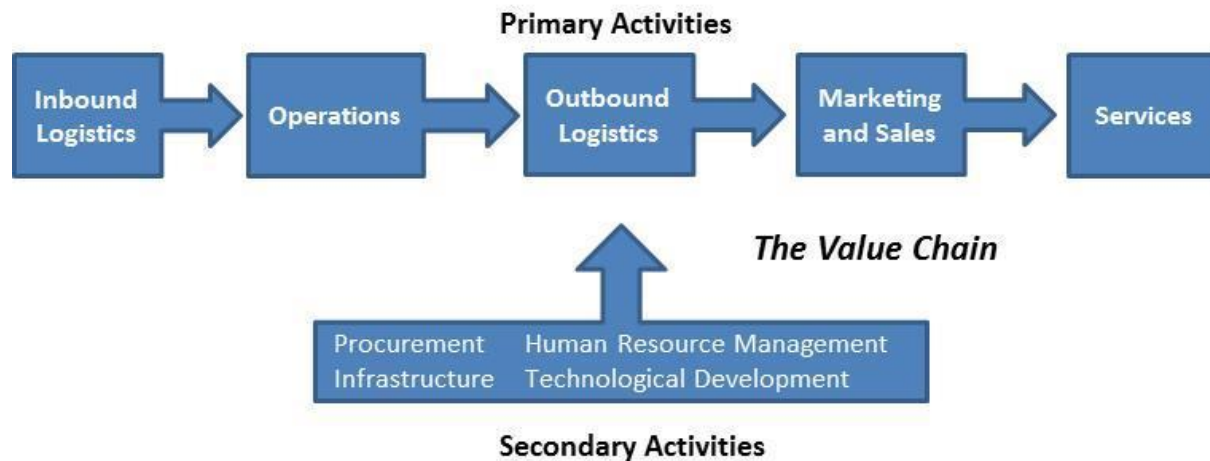 Primary Activities
Inbound
Logistics
Operations
Outbound
Logistics
Marketing
and Sales
Services
The Value Chain
Procurement Human Resource Management
Infrastructure Technological Development
Secondary Activities